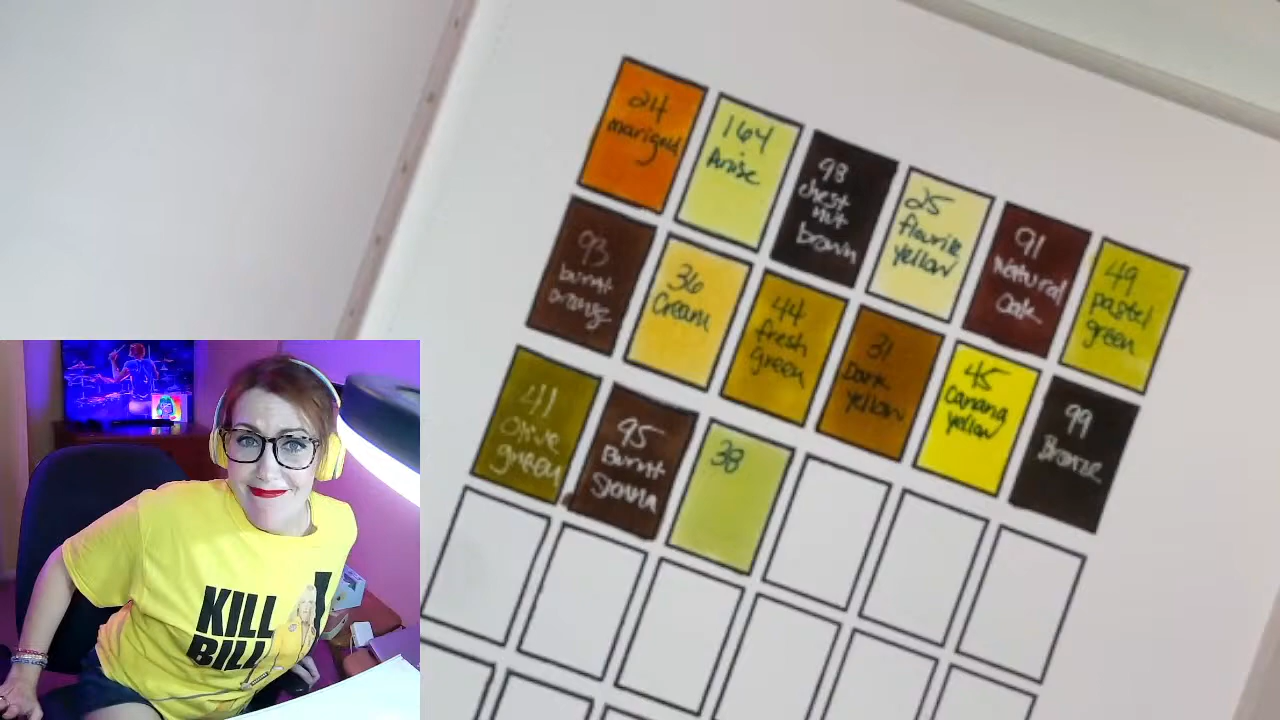 24
marigold
164
Anise
98
chest
nut
brown
25
flourite
yellow
91
Natural
Oak
49
pastel
green
93
burnt
orange
36
Cream
44
fresh
green
31
Dark
yellow
45
Canana
yellow
99
Bronze
41
Olive
green
95
Burnt
Sienna
38
KILL
BILL